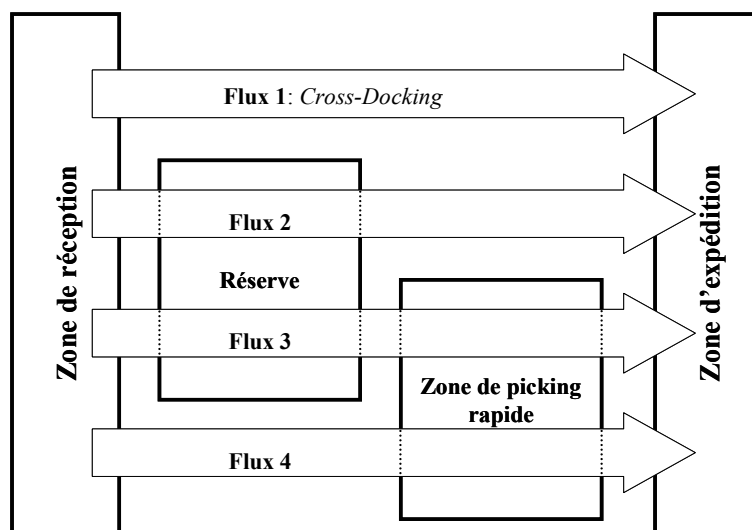 Zone de réception
Flux 1: Cross-Docking
Flux 2
Réserve
Flux 3
Zone de picking
rapide
Flux 4
Zone d'expédition